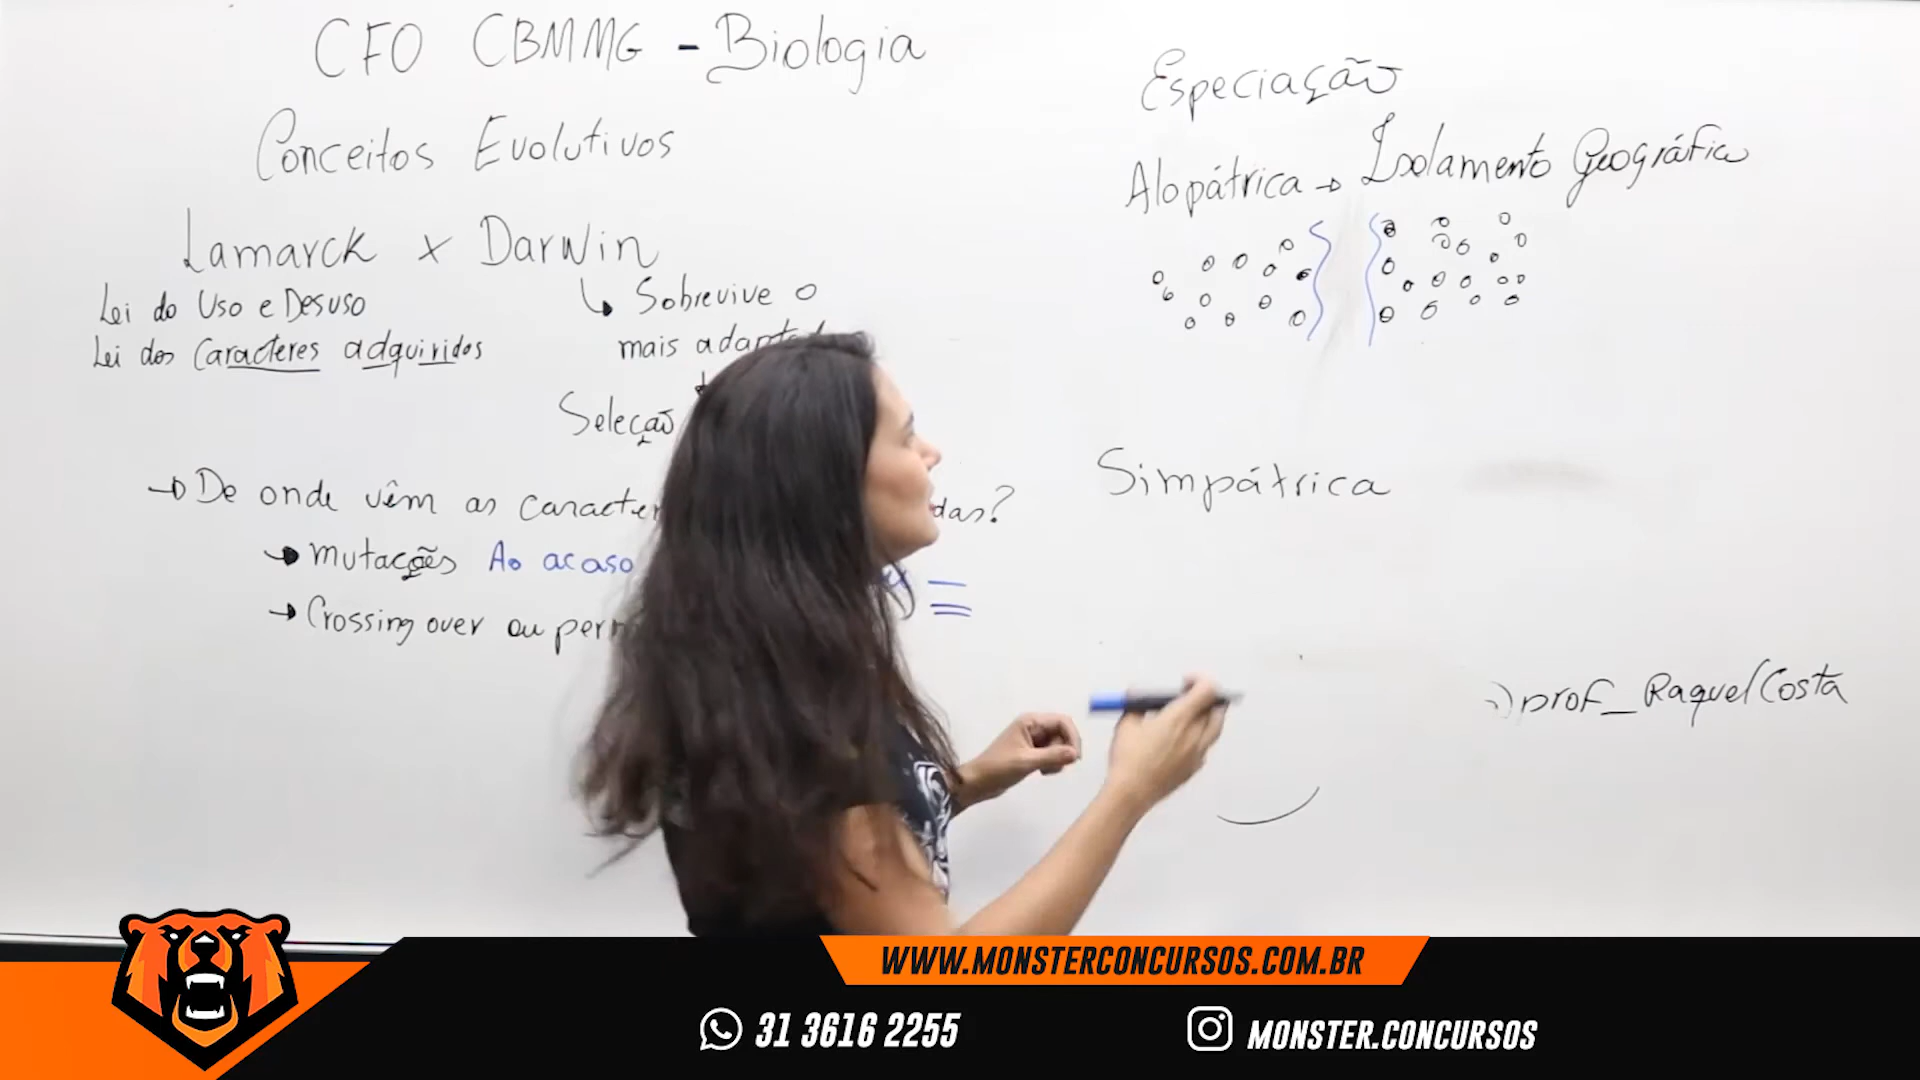 CFO CBMMG - Biologia
Conceitos Evolutivos
Lamarck x Darwin
Lei do Uso e Desuso
Lei dos Caracteres adquiridos
Sobrevive o
mais adaptad
Seleção
De onde vêm as caracter das?
Mutações Ao acaso
Crossing over ou perm
Especiação
Alopátrica → Isolamento Geográfico
Simpátrica
prof_RaquelCosta
WWW.MONSTERCONCURSOS.COM.BR
31 3616 2255
MONSTER.CONCURSOS